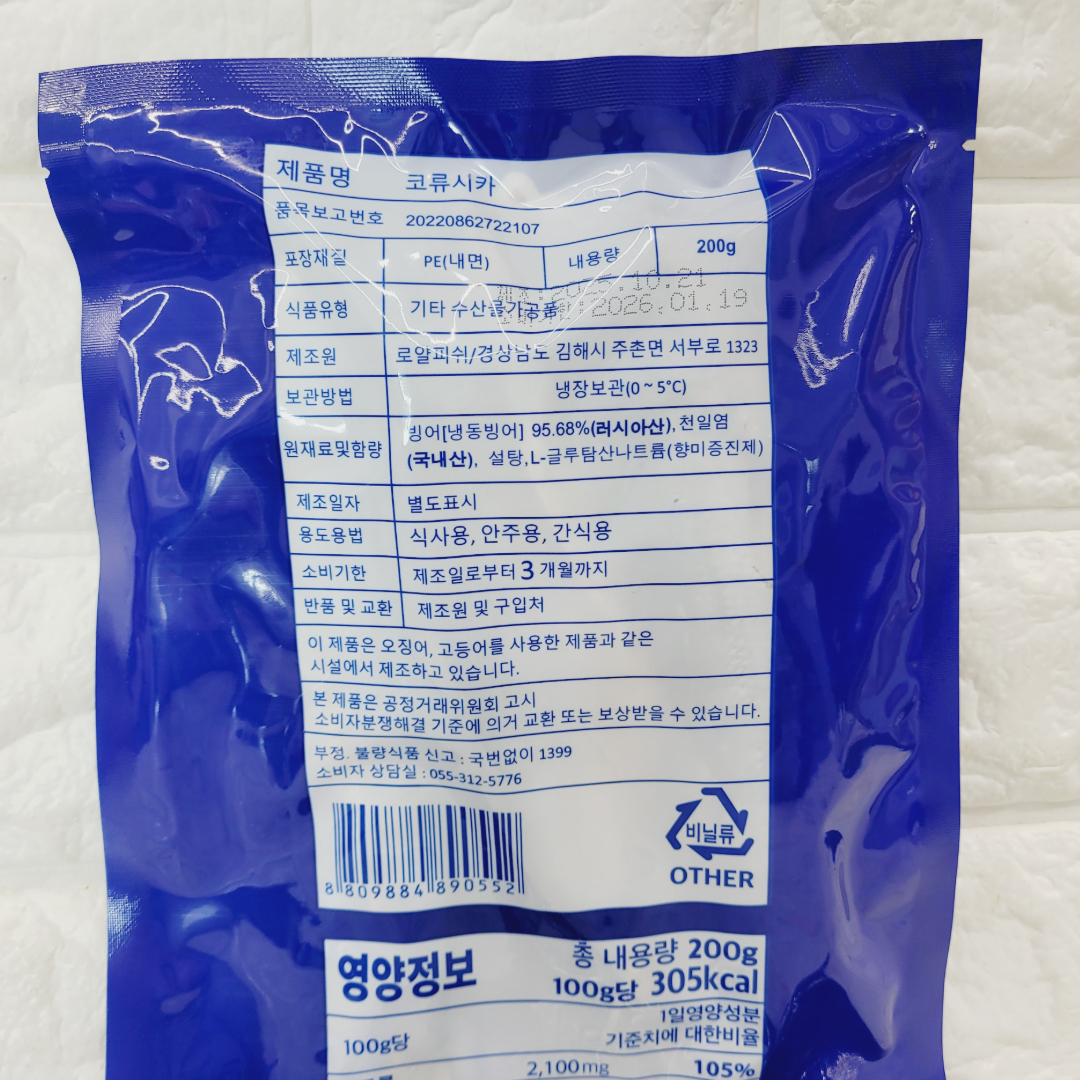 제품명 코류시카
품목보고번호 20220862722107
포장재질 PE(내면) 내용량 200g
2025.10.21
식품유형 기타 수산물가공품
2026.01.19
제조원 로얄피쉬/경상남도 김해시 주촌면 서부로 1323
보관방법 냉장보관(0 ~ 5°C)
원재료및함량 빙어[냉동빙어] 95.68%(러시아산), 천일염
(국내산), 설탕, L-글루탐산나트륨(향미증진제)
제조일자 별도표시
용도용법 식사용, 안주용, 간식용
소비기한 제조일로부터 3 개월까지
반품 및 교환 제조원 및 구입처
이 제품은 오징어, 고등어를 사용한 제품과 같은
시설에서 제조하고 있습니다.
본 제품은 공정거래위원회 고시
소비자분쟁해결 기준에 의거 교환 또는 보상받을 수 있습니다.
부정. 불량식품 신고 : 국번없이 1399
소비자 상담실 : 055-312-5776
8 809884 890552
비닐류
OTHER
영양정보 총 내용량 200g
100g당 305kcal
100g당 1일영양성분
기준치에 대한비율
2,100mg 105%